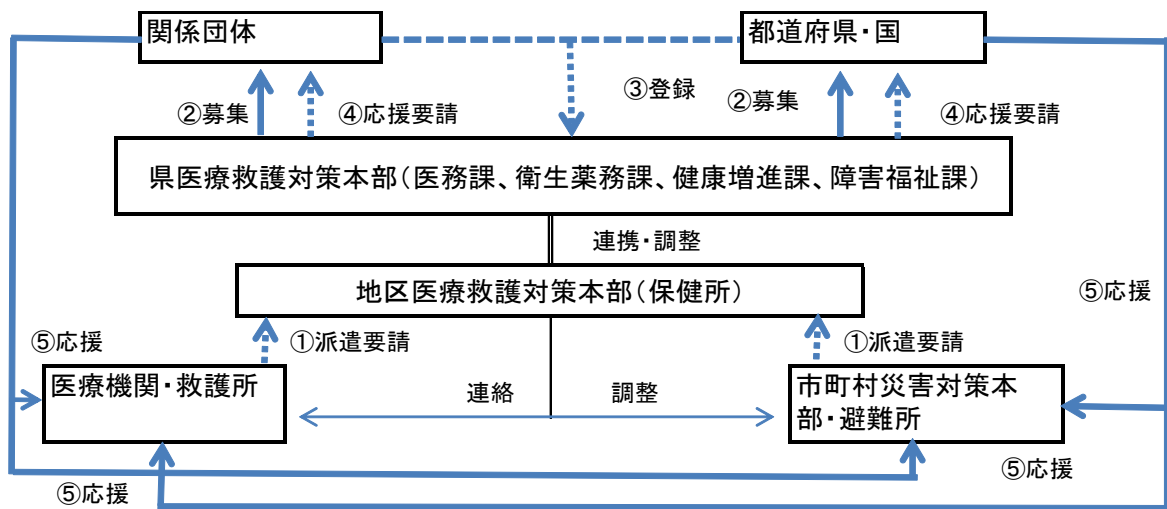 関係団体
都道府県・国
③登録
②募集
④応援要請
②募集
④応援要請
県医療救護対策本部（医務課、衛生薬務課、健康増進課、障害福祉課）
連携・調整
地区医療救護対策本部（保健所）
⑤応援
⑤応援
①派遣要請
①派遣要請
医療機関・救護所
市町村災害対策本
部・避難所
連絡
調整
⑤応援
⑤応援